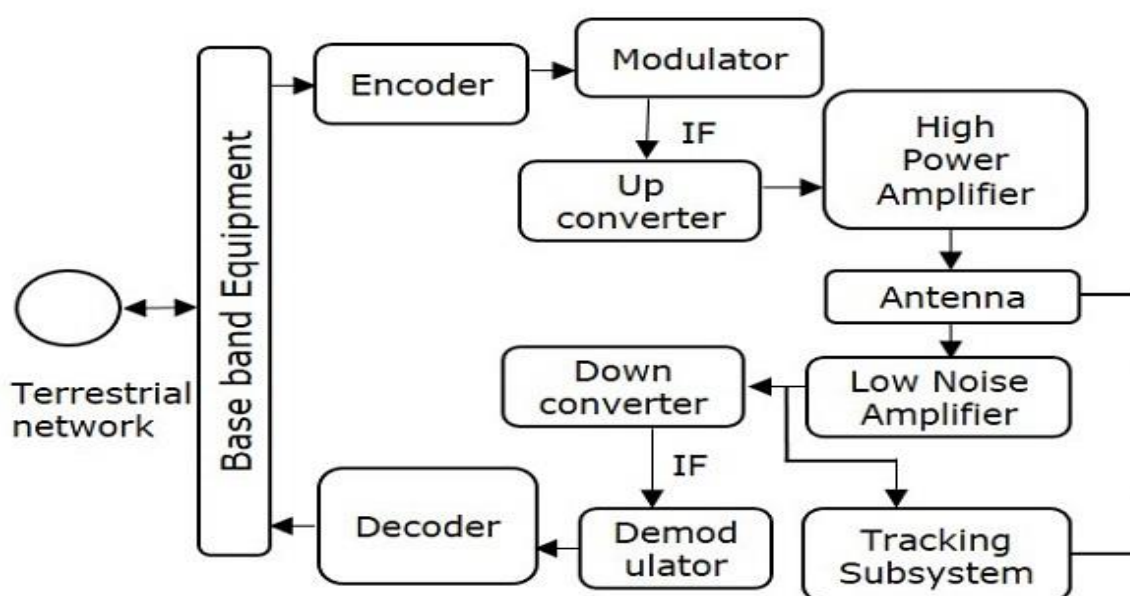 Modulator
Encoder
IF
High
Power
Amplifier
Up
converter
Base band Equipment
Antenna
Terrestrial
network
Down
converter
Low Noise
Amplifier
IF
Decoder
Demod
ulator
Tracking
Subsystem